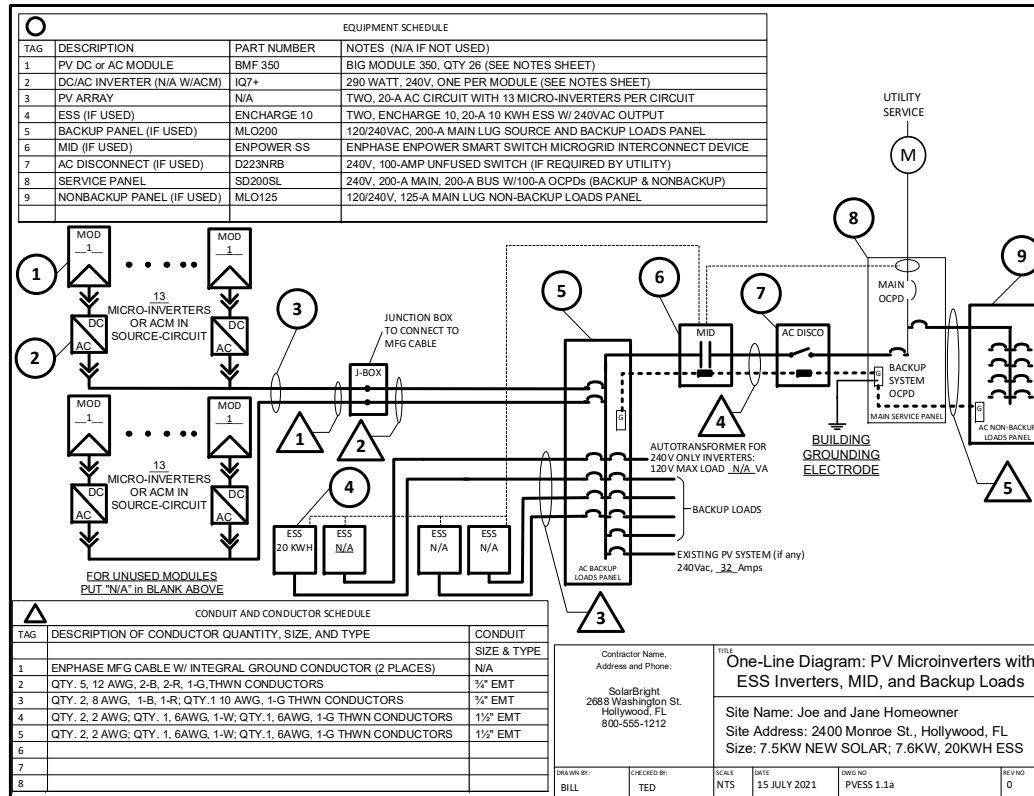 EQUIPMENT SCHEDULE
TAG DESCRIPTION PART NUMBER NOTES (N/A IF NOT USED)
1 PV DC or AC MODULE BMF 350 BIG MODULE 350, QTY 26 (SEE NOTES SHEET)
2 DC/AC INVERTER (N/A W/ACM) IQ7+ 290 WATT, 240V, ONE PER MODULE (SEE NOTES SHEET)
3 PV ARRAY N/A TWO, 20-A AC CIRCUIT WITH 13 MICRO-INVERTERS PER CIRCUIT
4 ESS (IF USED) ENCHARGE 10 TWO, ENCHARGE 10, 20-A 10 KWH ESS W/ 240VAC OUTPUT
5 BACKUP PANEL (IF USED) MLO200 120/240VAC, 200-A MAIN LUG SOURCE AND BACKUP LOADS PANEL
6 MID (IF USED) ENPOWER SS ENPHASE ENPOWER SMART SWITCH MICROGRID INTERCONNECT DEVICE
7 AC DISCONNECT (IF USED) D223NRB 240V, 100-AMP UNFUSED SWITCH (IF REQUIRED BY UTILITY)
8 SERVICE PANEL SD200SL 240V, 200-A MAIN, 200-A BUS W/100-A OCPDs (BACKUP & NONBACKUP)
9 NONBACKUP PANEL (IF USED) MLO125 120/240V, 125-A MAIN LUG NON-BACKUP LOADS PANEL
UTILITY
SERVICE
M
1
MOD
__1__
MOD
1
13
MICRO-INVERTERS
OR ACM IN
SOURCE-CIRCUIT
2
DC
AC
DC
AC
3
JUNCTION BOX
TO CONNECT TO
MFG CABLE
J-BOX
1
2
MOD
1
MOD
1
13
MICRO-INVERTERS
OR ACM IN
SOURCE-CIRCUIT
DC
AC
DC
AC
FOR UNUSED MODULES
PUT "N/A" in BLANK ABOVE
4
ESS
20 KWH
ESS
N/A
ESS
N/A
ESS
N/A
5
G
AC BACKUP
LOADS PANEL
3
6
MID
4
7
AC DISCO
8
MAIN
OCPD
G
BACKUP
SYSTEM
OCPD
MAIN SERVICE PANEL
BUILDING
GROUNDING
ELECTRODE
9
G
AC NON-BACKUP
LOADS PANEL
5
AUTOTRANSFORMER FOR
240V ONLY INVERTERS:
120V MAX LOAD _N/A_ VA
BACKUP LOADS
EXISTING PV SYSTEM (if any)
240Vac, _32_ Amps
CONDUIT AND CONDUCTOR SCHEDULE
TAG DESCRIPTION OF CONDUCTOR QUANTITY, SIZE, AND TYPE CONDUIT
SIZE & TYPE
1 ENPHASE MFG CABLE W/ INTEGRAL GROUND CONDUCTOR (2 PLACES) N/A
2 QTY. 5, 12 AWG, 2-B, 2-R, 1-G,THWN CONDUCTORS ¾" EMT
3 QTY. 2, 8 AWG, 1-B, 1-R; QTY.1 10 AWG, 1-G THWN CONDUCTORS ¾" EMT
4 QTY. 2, 2 AWG; QTY. 1, 6AWG, 1-W; QTY.1, 6AWG, 1-G THWN CONDUCTORS 1½" EMT
5 QTY. 2, 2 AWG; QTY. 1, 6AWG, 1-W; QTY.1, 6AWG, 1-G THWN CONDUCTORS 1½" EMT
6
7
8
Contractor Name,
Address and Phone:
SolarBright
2688 Washington St.
Hollywood, FL
800-555-1212
TITLE
One-Line Diagram: PV Microinverters with
ESS Inverters, MID, and Backup Loads
Site Name: Joe and Jane Homeowner
Site Address: 2400 Monroe St., Hollywood, FL
Size: 7.5KW NEW SOLAR; 7.6KW, 20KWH ESS
DRAWN BY:
BILL
CHECKED BY:
TED
SCALE
NTS
DATE
15 JULY 2021
DWG NO
PVESS 1.1a
REV NO
0